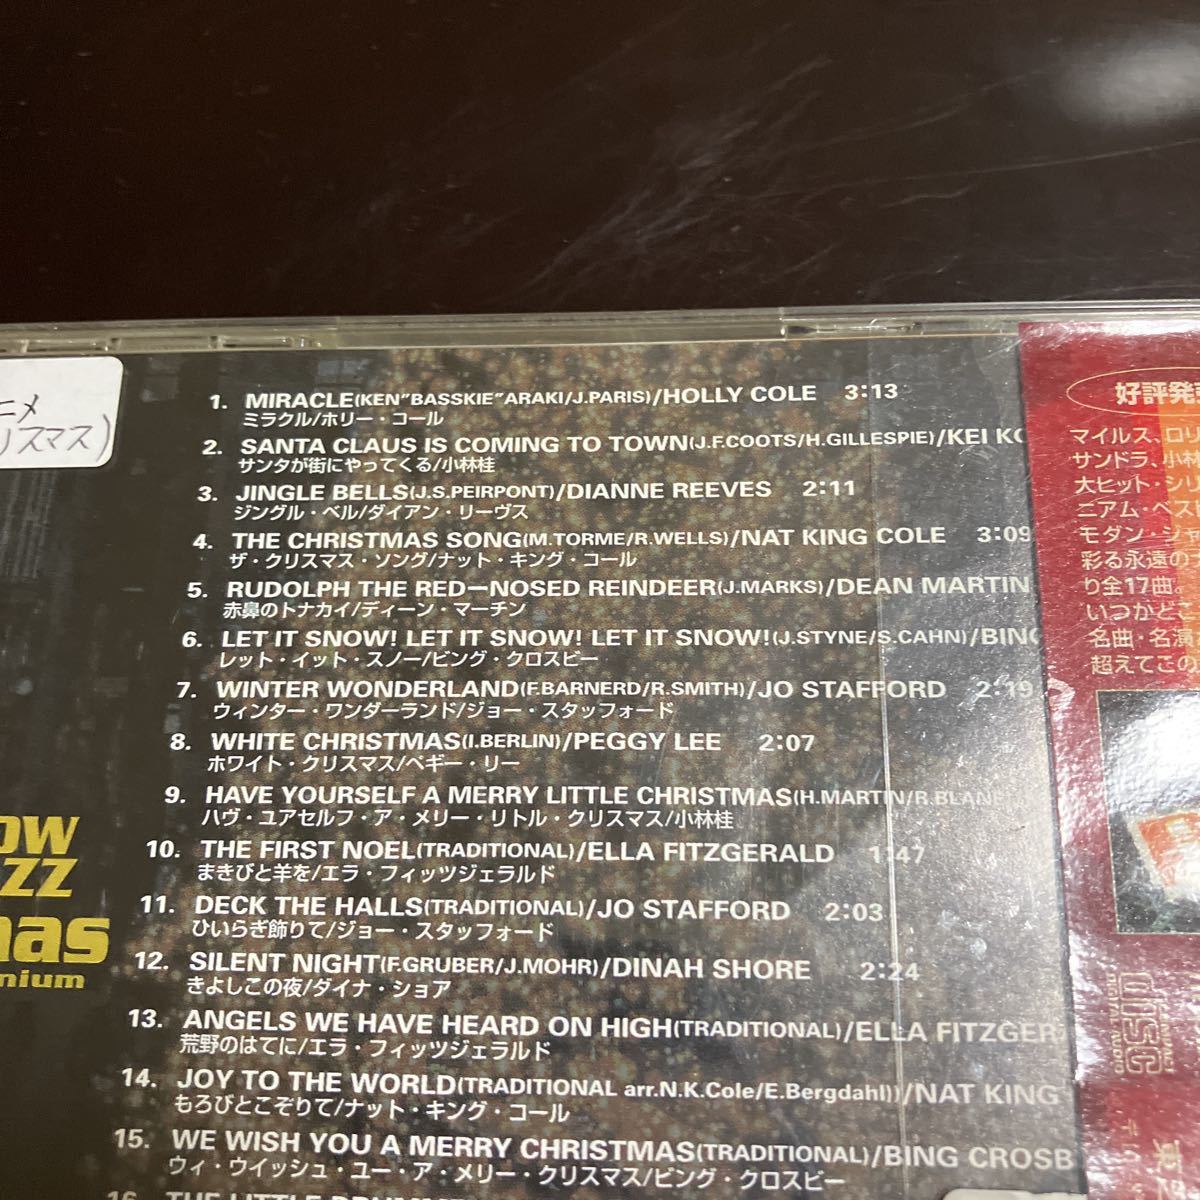 1. MIRACLE(KEN"BASSKIE"ARAKI/J.PARIS)/HOLLY COLE 3:13
ミラクル/ホリー・コール
2. SANTA CLAUS IS COMING TO TOWN(J.F.COOTS/H.GILLESPIE)/KEI KO
サンタが街にやってくる/小林桂
3. JINGLE BELLS(J.S.PEIRPONT)/DIANNE REEVES 2:11
ジングル・ベル/ダイアン・リーヴス
4. THE CHRISTMAS SONG(M.TORME/R.WELLS)/NAT KING COLE 3:09
ザ・クリスマス・ソング/ナット・キング・コール
5. RUDOLPH THE RED-NOSED REINDEER(J.MARKS)/DEAN MARTIN
赤鼻のトナカイ/ディーン・マーチン
6. LET IT SNOW! LET IT SNOW! LET IT SNOW!(J.STYNE/S.CAHN)/BING
レット・イット・スノー/ビング・クロスビー
7. WINTER WONDERLAND(F.BARNERD/R.SMITH)/JO STAFFORD 2:19
ウィンター・ワンダーランド/ジョー・スタッフォード
8. WHITE CHRISTMAS(I.BERLIN)/PEGGY LEE 2:07
ホワイト・クリスマス/ペギー・リー
9. HAVE YOURSELF A MERRY LITTLE CHRISTMAS(H.MARTIN/R.BLANE
ハヴ・ユアセルフ・ア・メリー・リトル・クリスマス/小林桂
10. THE FIRST NOEL(TRADITIONAL)/ELLA FITZGERALD 1:47
まきびと羊を/エラ・フィッツジェラルド
11. DECK THE HALLS(TRADITIONAL)/JO STAFFORD 2:03
ひいらぎ飾りて/ジョー・スタッフォード
12. SILENT NIGHT(F.GRUBER/J.MOHR)/DINAH SHORE 2:24
きよしこの夜/ダイナ・ショア
13. ANGELS WE HAVE HEARD ON HIGH(TRADITIONAL)/ELLA FITZGER
荒野のはてに/エラ・フィッツジェラルド
14. JOY TO THE WORLD(TRADITIONAL arr.N.K.Cole/E.Bergdahl))/NAT KING
もろびとこぞりて/ナット・キング・コール
15. WE WISH YOU A MERRY CHRISTMAS(TRADITIONAL)/BING CROSB
ウィ・ウイッシュ・ユー・ア・メリー・クリスマス/ビング・クロスビー
16. THE LITTLE DRUMM
ニメ
リスマス)
OW
ZZ
nas
nium
好評発売
マイルス、ロリ
サンドラ、小林
大ヒット・シリ
ニアム・ベスト
モダン・ジャ
彩る永遠の
り全17曲。
いつかどこ
名曲・名演
超えてこの
COMPACT
disc
DIGITAL AUDIO
東